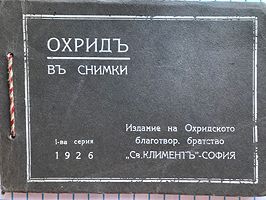 ОХРИДЪ
ВЪ СНИМКИ
I-ва серия
1926
Издание на Охридското
благотвор. братство
„Св. КЛИМЕНТЪ"-СОФИЯ